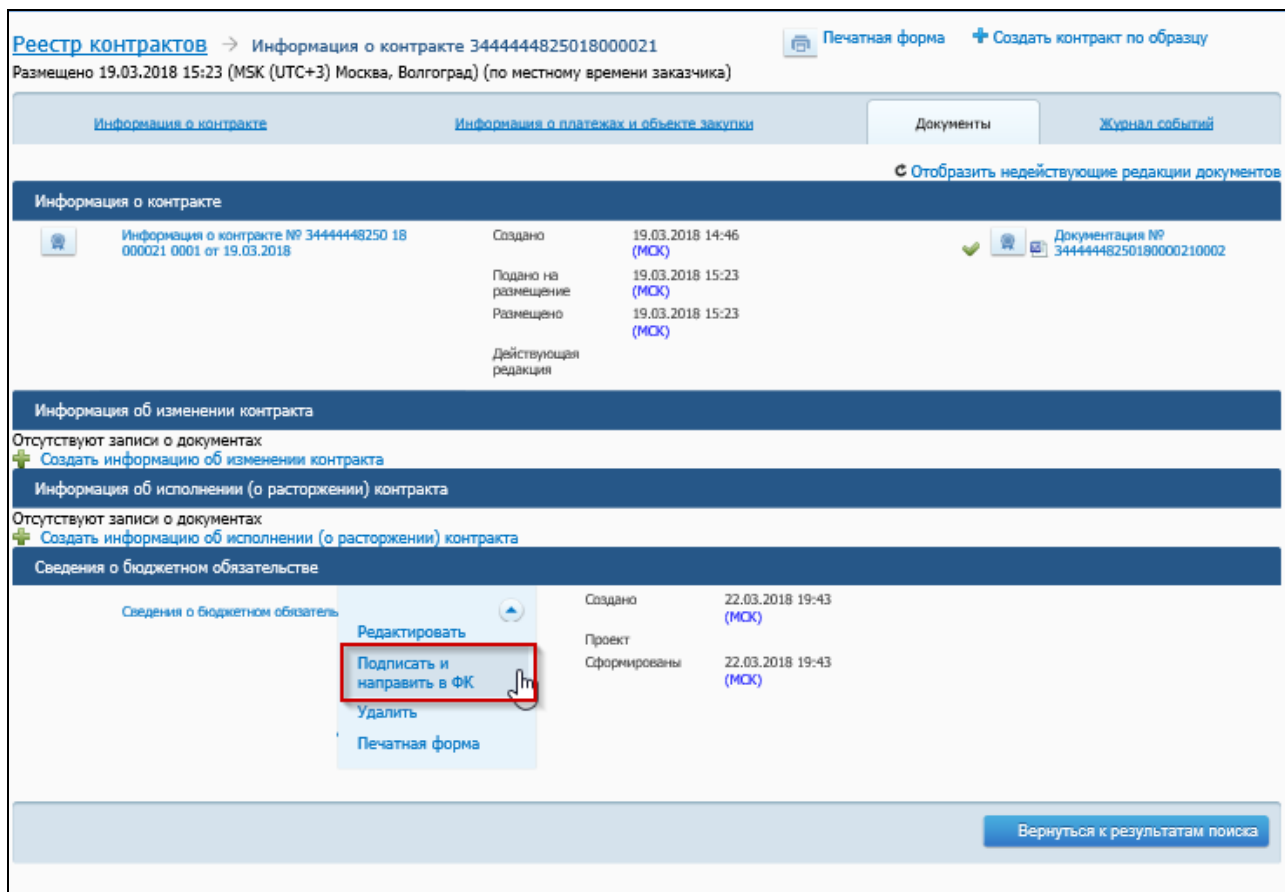 Реестр контрактов → Информация о контракте 3444444825018000021
Печатная форма
Создать контракт по образцу
Размещено 19.03.2018 15:23 (MSK (UTC+3) Москва, Волгоград) (по местному времени заказчика)
Информация о контракте
Информация о платежах и объекте закупки
Документы
Журнал событий
Отобразить недействующие редакции документов
Информация о контракте
Информация о контракте № 34444448250 18
000021 0001 от 19.03.2018
Создано
19.03.2018 14:46
(МСК)
Подано на
размещение
19.03.2018 15:23
(МСК)
Размещено
19.03.2018 15:23
(МСК)
Действующая
редакция
Документация №
34444448250180000210002
Информация об изменении контракта
Отсутствуют записи о документах
Создать информацию об изменении контракта
Информация об исполнении (о расторжении) контракта
Отсутствуют записи о документах
Создать информацию об исполнении (о расторжении) контракта
Сведения о бюджетном обязательстве
Сведения о бюджетном обязатель
Редактировать
Подписать и
направить в ФК
Удалить
Печатная форма
Создано
22.03.2018 19:43
(МСК)
Проект
Сформированы
22.03.2018 19:43
(МСК)
Вернуться к результатам поиска